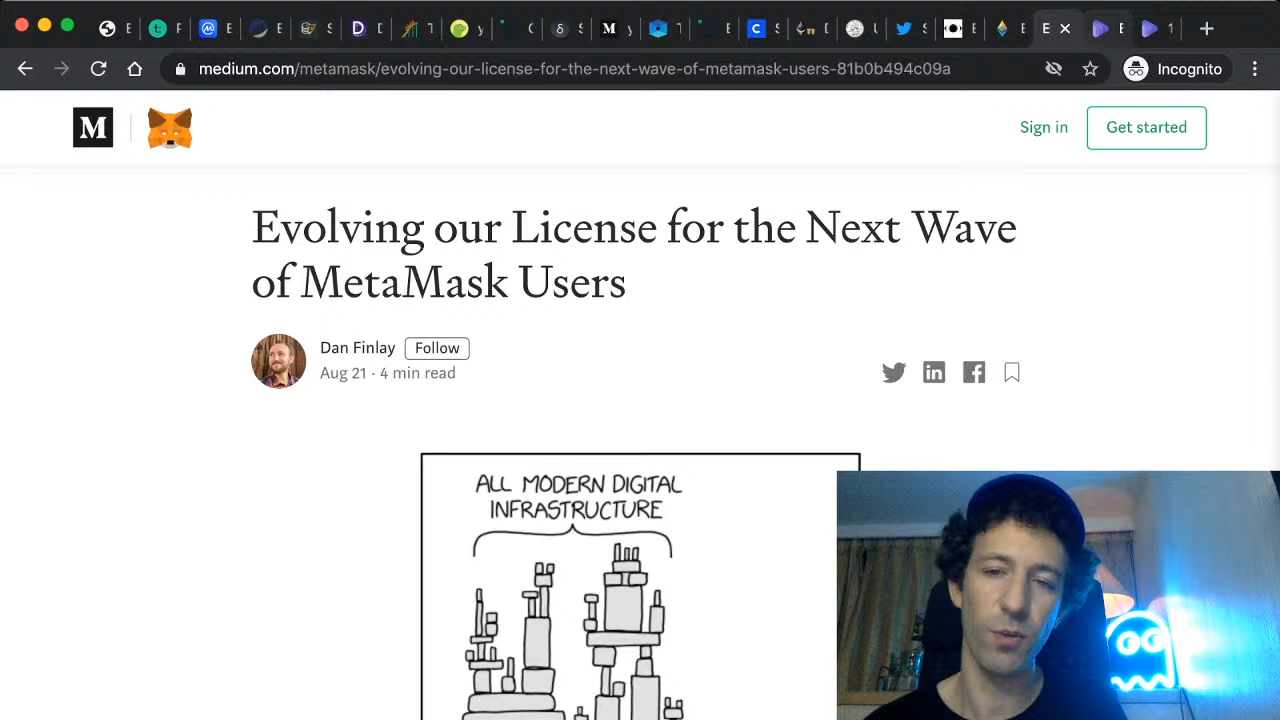 E
F
E
S
D
T
y
C
S
y
T
E
S
L
U
S
E
E
E
E
1
medium.com/metamask/evolving-our-license-for-the-next-wave-of-metamask-users-81b0b494c09a
Incognito
M
Sign in
Get started
Evolving our License for the Next Wave
of MetaMask Users
Dan Finlay
Follow
Aug 21 · 4 min read
ALL MODERN DIGITAL
INFRASTRUCTURE